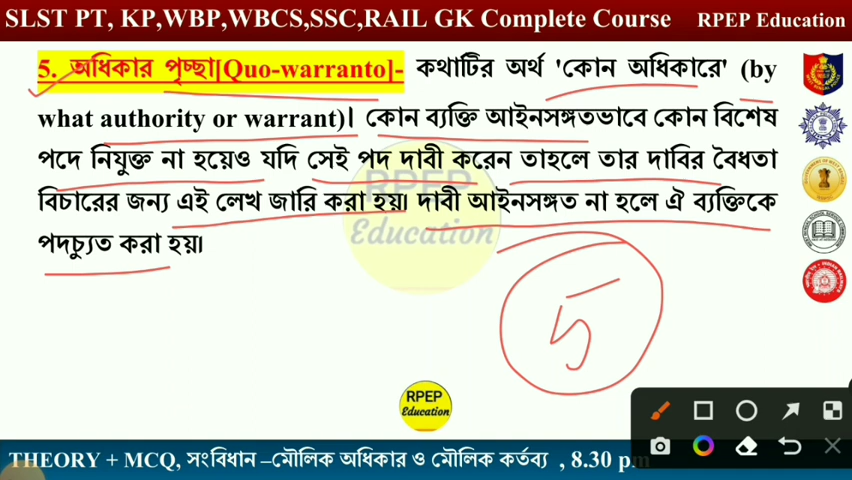 SLST PT, KP,WBP,WBCS,SSC,RAIL GK Complete Course RPEP Education
5. অধিকার পৃচ্ছা[Quo-warranto]- কথাটির অর্থ 'কোন অধিকারে' (by
what authority or warrant)। কোন ব্যক্তি আইনসঙ্গতভাবে কোন বিশেষ
পদে নিযুক্ত না হয়েও যদি সেই পদ দাবী করেন তাহলে তার দাবির বৈধতা
বিচারের জন্য এই লেখ জারি করা হয়। দাবী আইনসঙ্গত না হলে ঐ ব্যক্তিকে
পদচ্যুত করা হয়।
RPEP
Education
5
RPEP
Education
THEORY + MCQ, সংবিধান –মৌলিক অধিকার ও মৌলিক কর্তব্য , 8.30 pm